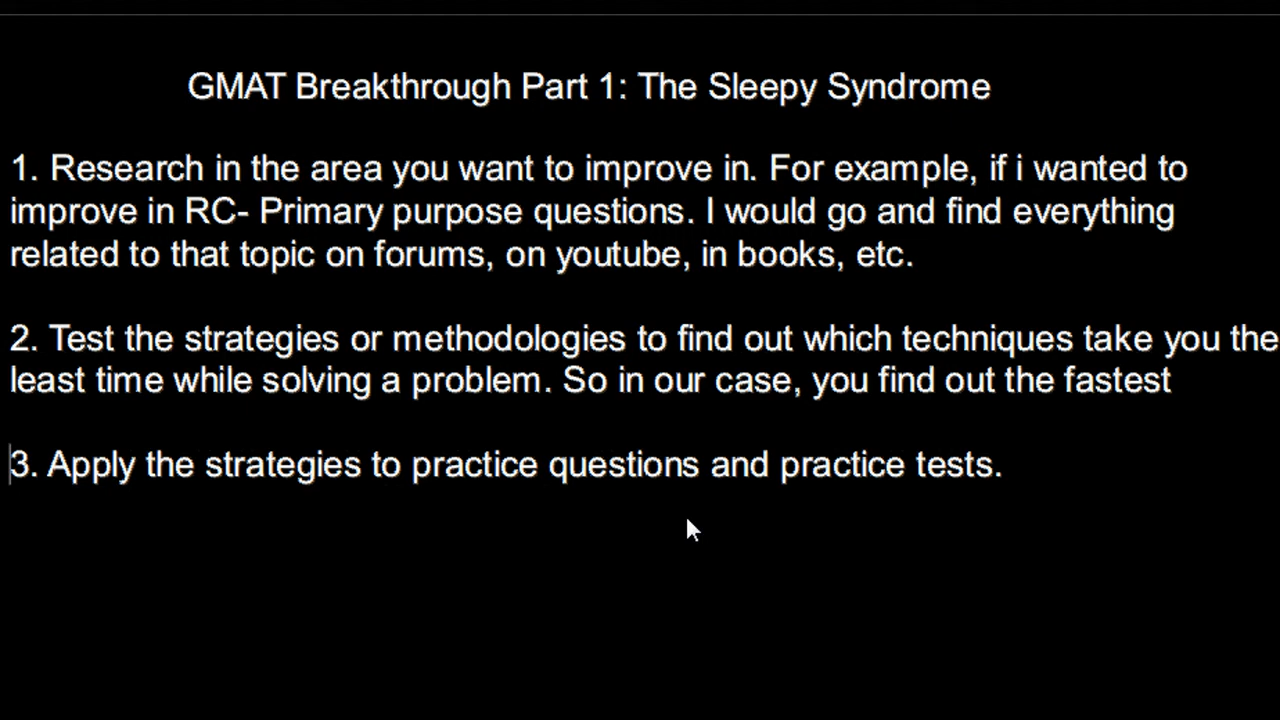 GMAT Breakthrough Part 1: The Sleepy Syndrome
1. Research in the area you want to improve in. For example, if i wanted to
improve in RC- Primary purpose questions. I would go and find everything
related to that topic on forums, on youtube, in books, etc.
2. Test the strategies or methodologies to find out which techniques take you the
least time while solving a problem. So in our case, you find out the fastest
3. Apply the strategies to practice questions and practice tests.